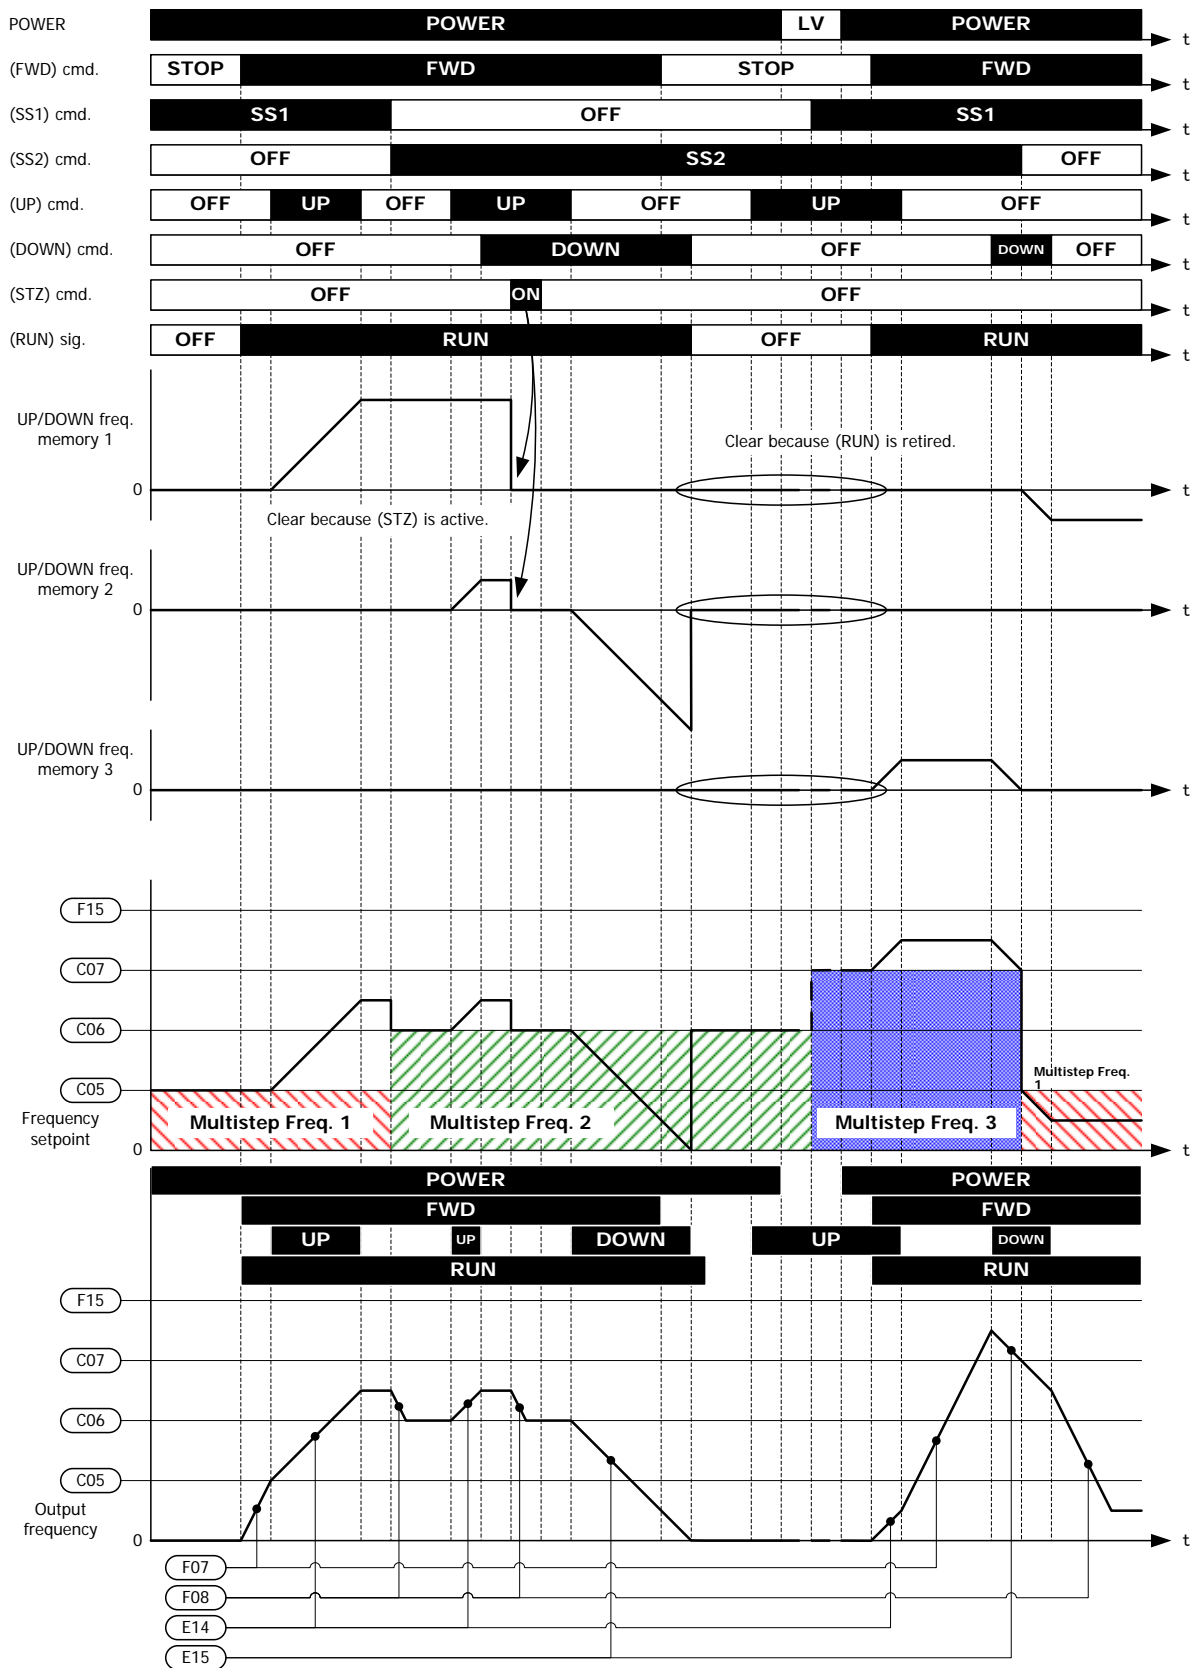 POWER POWER LV POWER t
(FWD) cmd. STOP FWD STOP FWD t
(SS1) cmd. SS1 OFF SS1 t
(SS2) cmd. OFF SS2 OFF t
(UP) cmd. OFF UP OFF UP OFF UP OFF t
(DOWN) cmd. OFF DOWN OFF DOWN OFF t
(STZ) cmd. OFF ON OFF t
(RUN) sig. OFF RUN OFF RUN t
UP/DOWN freq.
memory 1
Clear because (RUN) is retired.
0 t
Clear because (STZ) is active.
UP/DOWN freq.
memory 2
0 t
UP/DOWN freq.
memory 3
0 t
F15
C07
C06
C05
Multistep Freq.
1
Frequency
setpoint
Multistep Freq. 1 Multistep Freq. 2 Multistep Freq. 3
0 t
POWER POWER
FWD FWD
UP UP DOWN UP DOWN
RUN RUN
F15
C07
C06
C05
Output
frequency
0 t
F07
F08
E14
E15